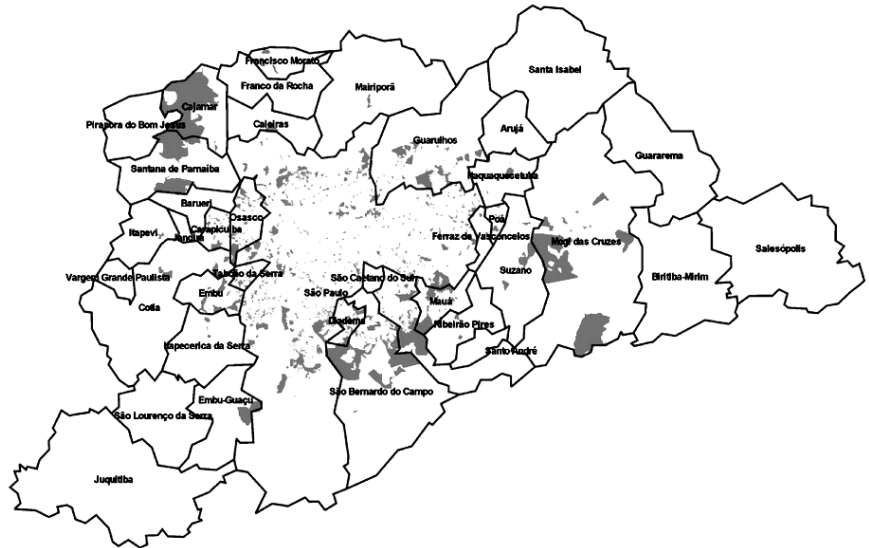 Francisco Morato
Santa Isabel
Franco da Rocha
Mairiporã
Cajamar
Pirapora do Bom Jesus
Caieiras
Arujá
Guarulhos
Guararema
Santana de Parnaíba
Itaquaquecetuba
Barueri
Osasco
Poá
Carapicuíba
Itapevi
Jandira
Ferraz de Vasconcelos
Mogi das Cruzes
Salesópolis
Suzano
Taboão da Serra
Vargem Grande Paulista
São Caetano do Sul
Biritiba-Mirim
Embu
São Paulo
Mauá
Cotia
Diadema
Ribeirão Pires
Itapecerica da Serra
Santo André
São Bernardo do Campo
Embu-Guaçu
São Lourenço da Serra
Juquitiba